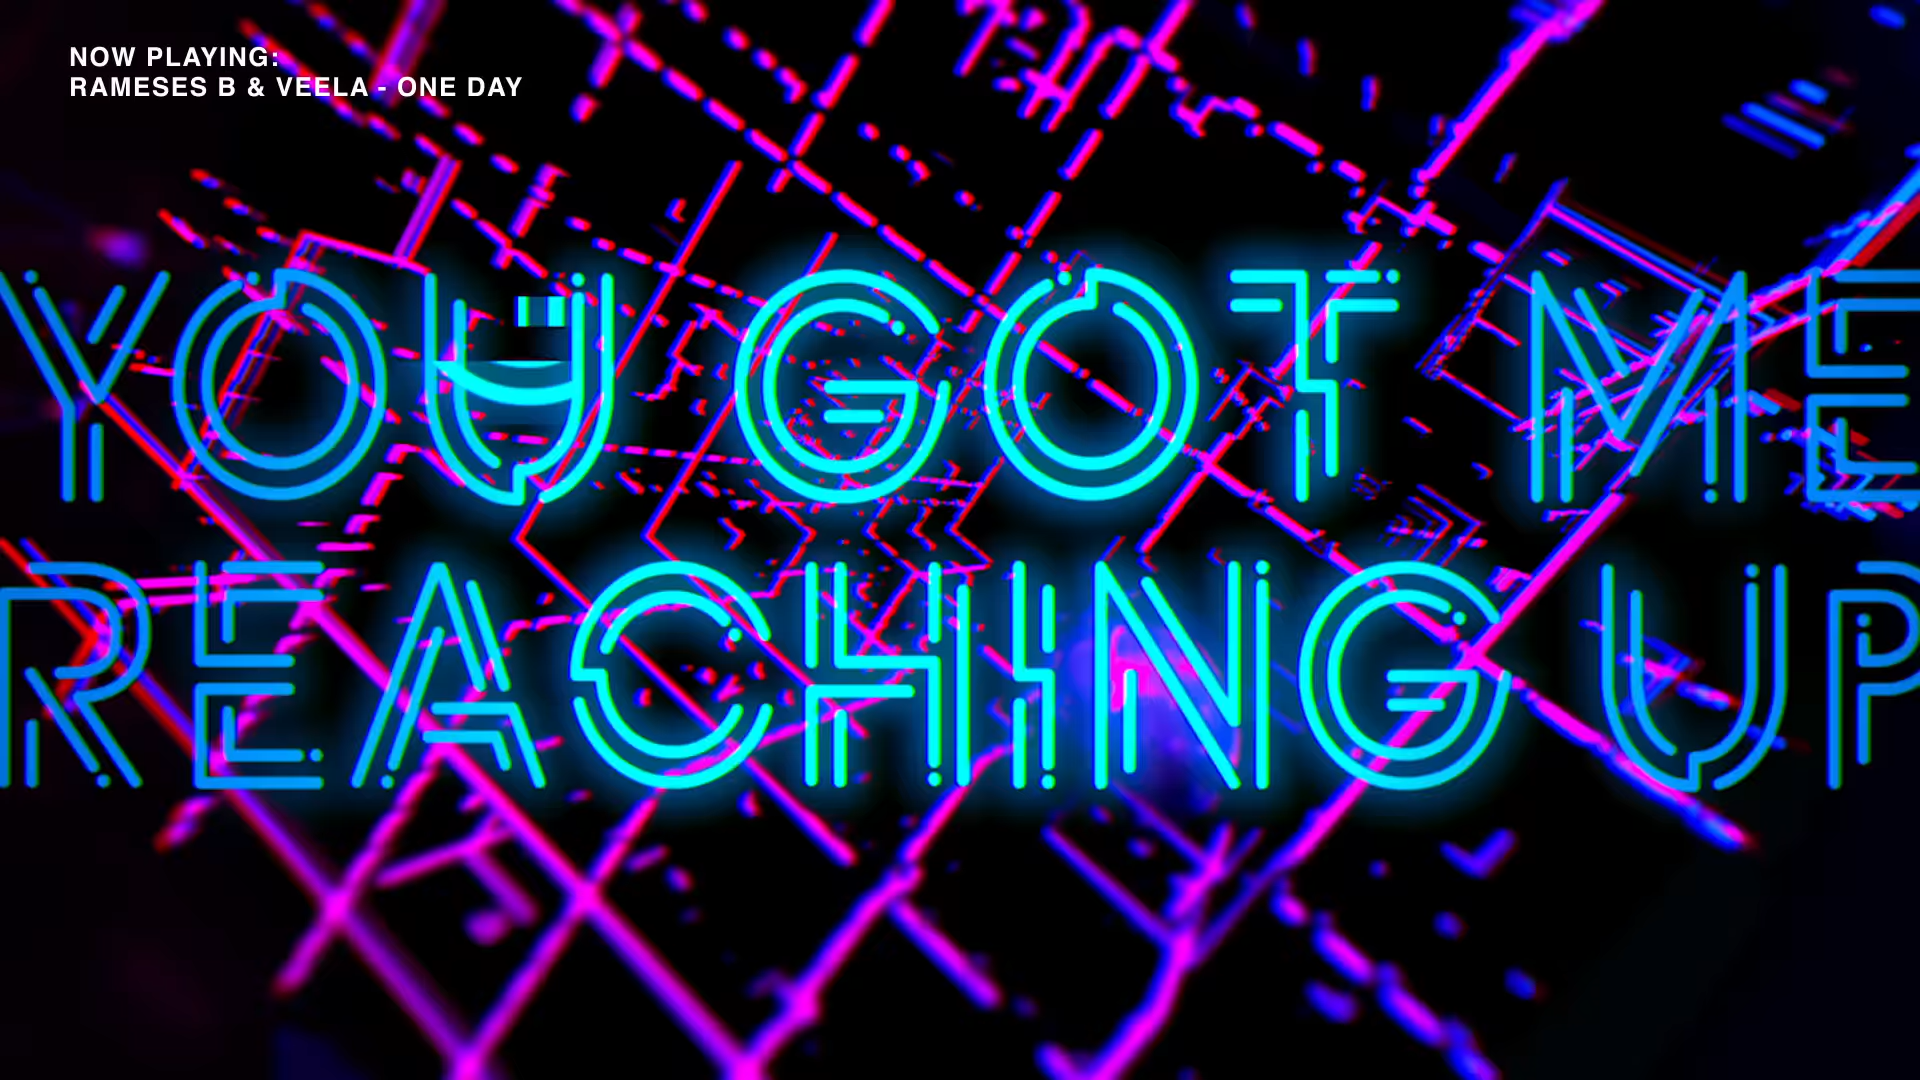 NOW PLAYING:
RAMESES B & VEELA - ONE DAY
YOU GOT ME
REACHING UP